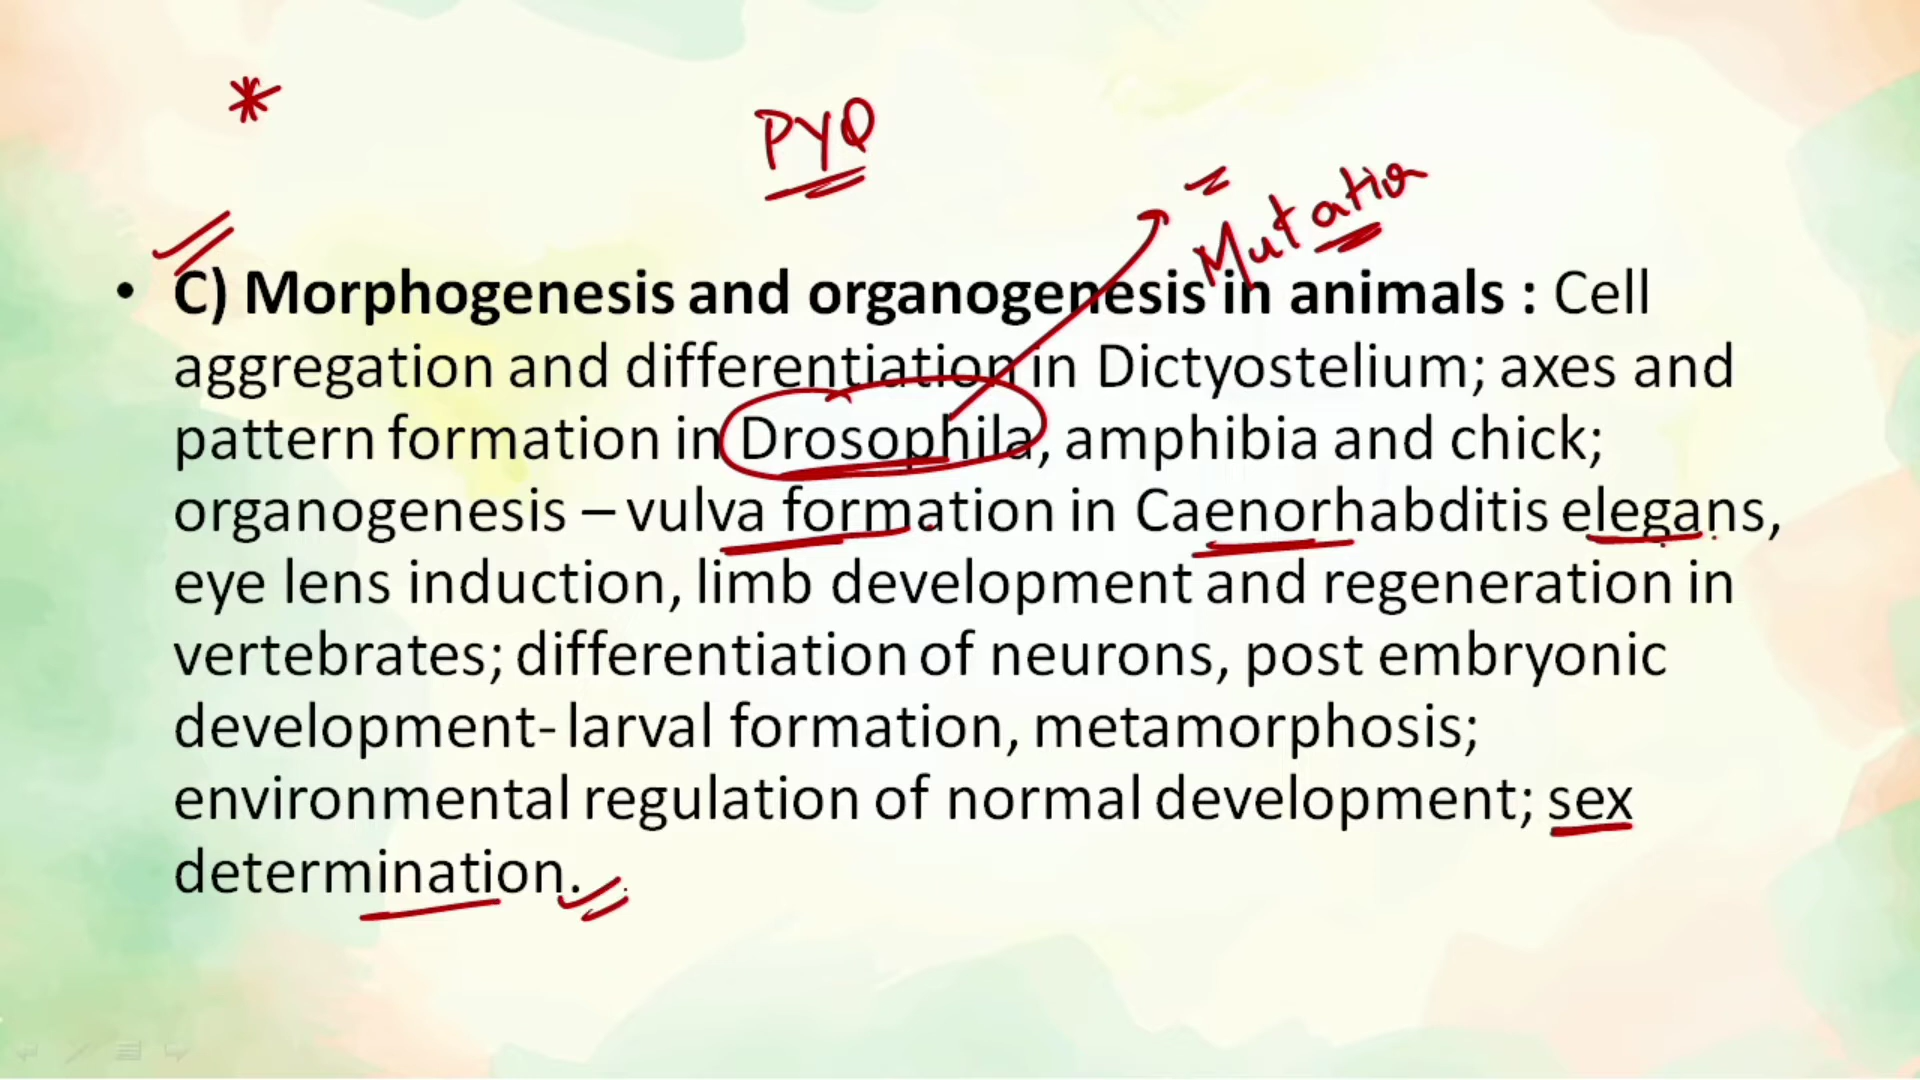 *
PYQ
Mutation
• C) Morphogenesis and organogenesis in animals : Cell
aggregation and differentiation in Dictyostelium; axes and
pattern formation in Drosophila, amphibia and chick;
organogenesis – vulva formation in Caenorhabditis elegans,
eye lens induction, limb development and regeneration in
vertebrates; differentiation of neurons, post embryonic
development- larval formation, metamorphosis;
environmental regulation of normal development; sex
determination.